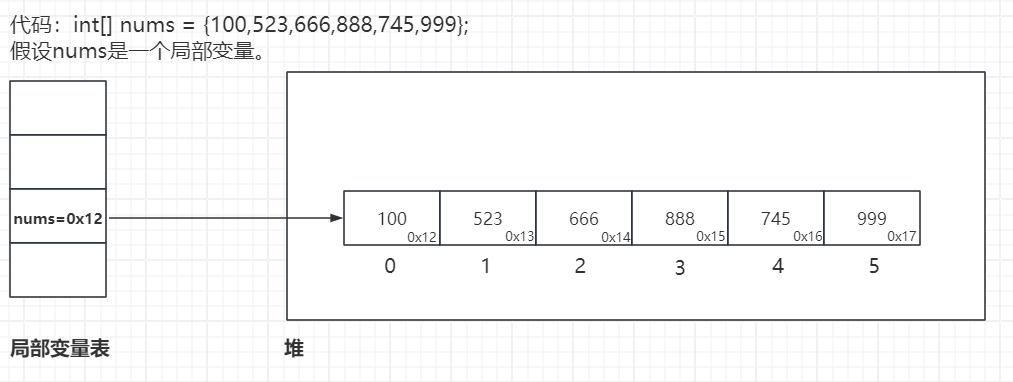 代码：int[] nums = {100,523,666,888,745,999};
假设nums是一个局部变量。
nums=0x12
100 523 666 888 745 999
0x12 0x13 0x14 0x15 0x16 0x17
0 1 2 3 4 5
局部变量表 堆